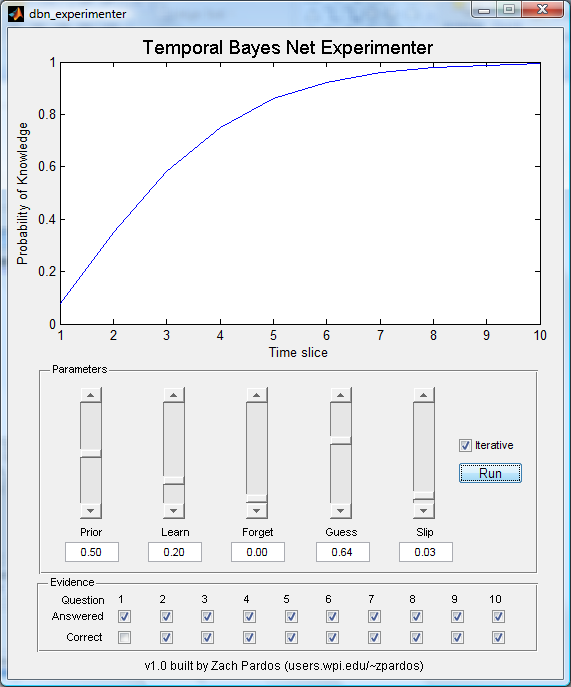 dbn_experimenter
Temporal Bayes Net Experimenter
Probability of Knowledge
1
0.8
0.6
0.4
0.2
0
1 2 3 4 5 6 7 8 9 10
Time slice
Parameters
Iterative
Run
Prior Learn Forget Guess Slip
0.50 0.20 0.00 0.64 0.03
Evidence
Question 1 2 3 4 5 6 7 8 9 10
Answered
Correct
v1.0 built by Zach Pardos (users.wpi.edu/~zpardos)